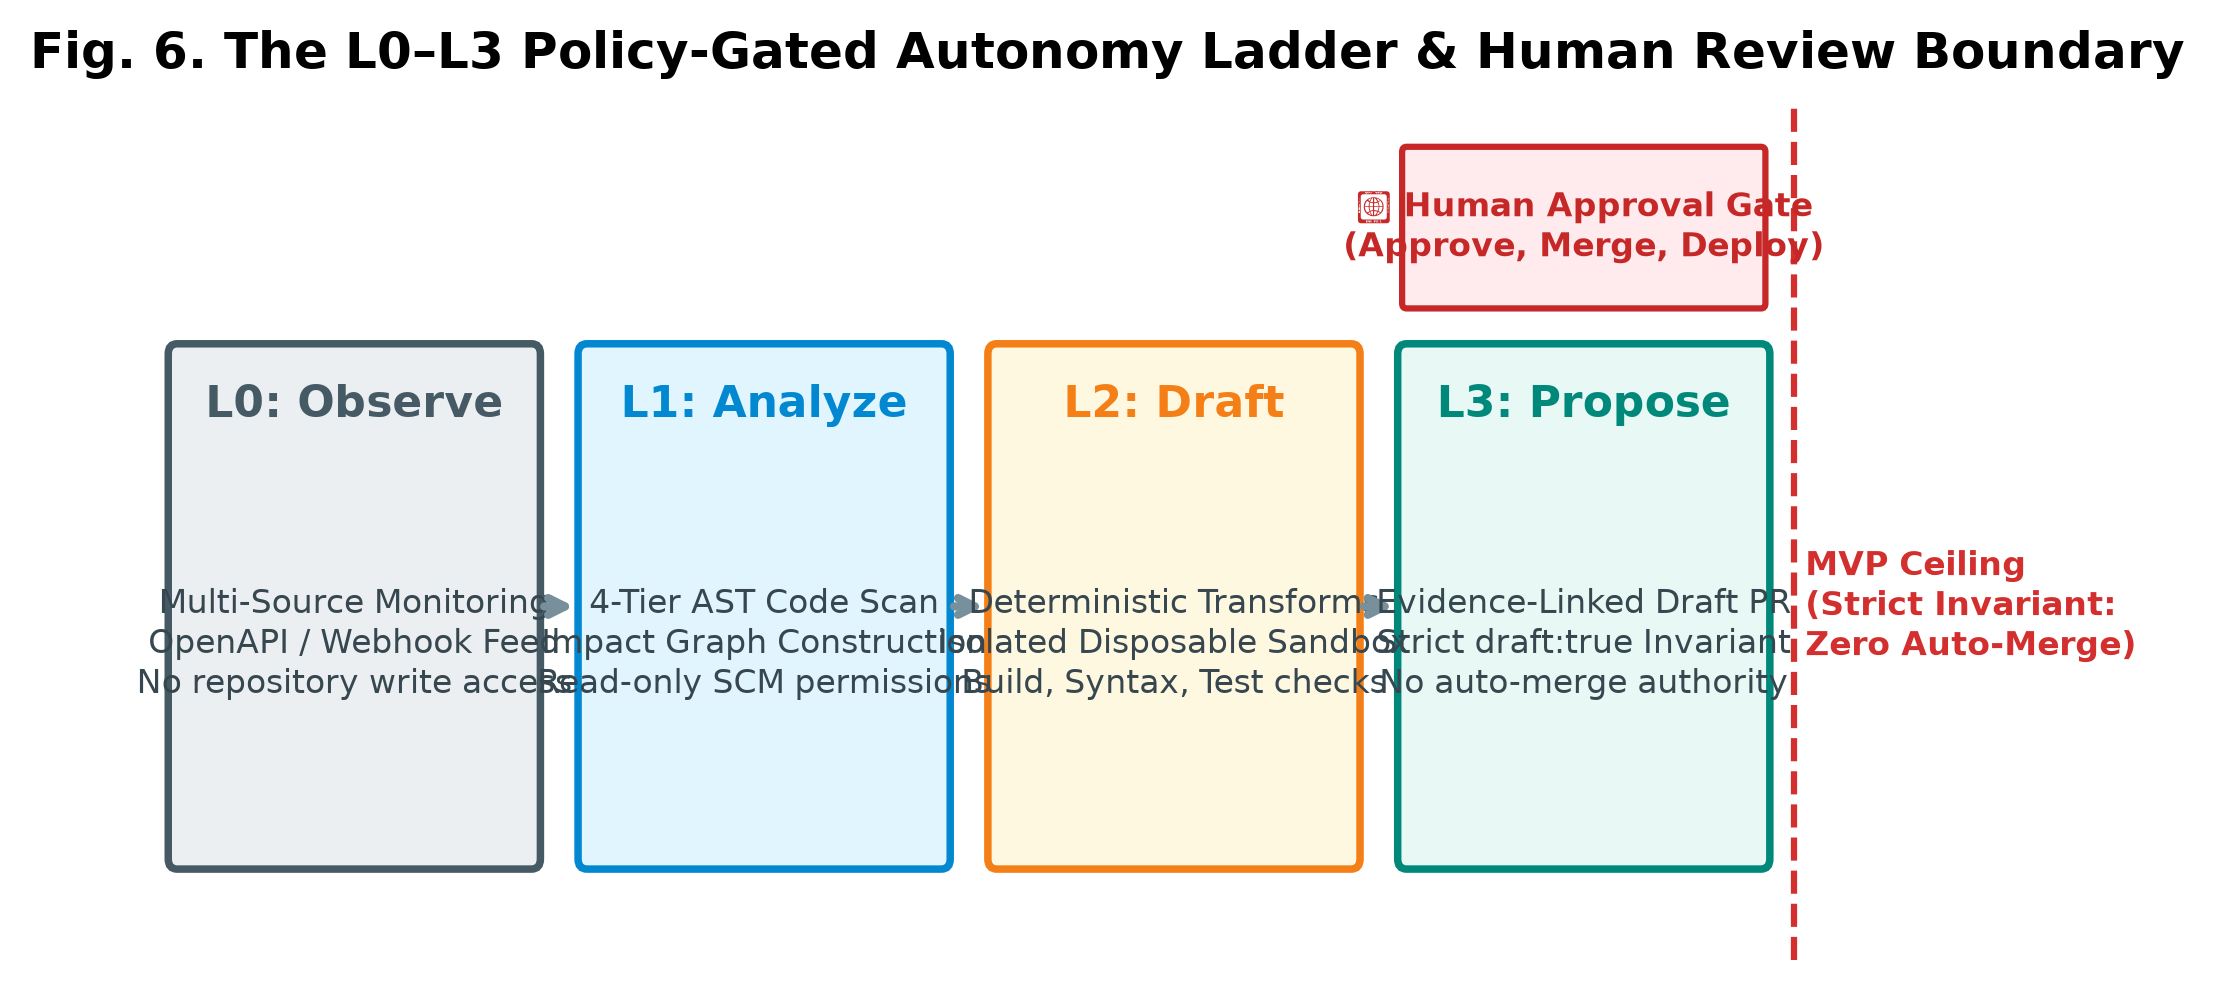 Fig. 6. The L0–L3 Policy-Gated Autonomy Ladder & Human Review Boundary
Human Approval Gate
(Approve, Merge, Deploy)
L0: Observe
Multi-Source Monitoring
OpenAPI / Webhook Feed
No repository write access
L1: Analyze
4-Tier AST Code Scan
Impact Graph Construction
Read-only SCM permissions
L2: Draft
Deterministic Transforms
Isolated Disposable Sandbox
Build, Syntax, Test checks
L3: Propose
Evidence-Linked Draft PR
Strict draft:true Invariant
No auto-merge authority
MVP Ceiling
(Strict Invariant:
Zero Auto-Merge)